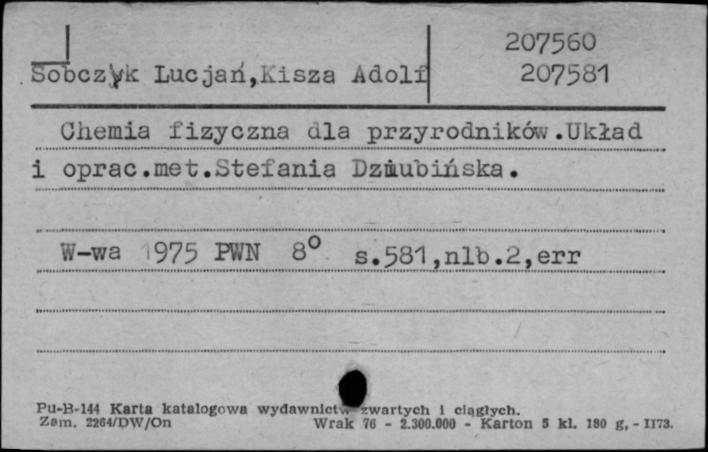 207560
Sobczyk Lucjan,Kisza Adolf 207581
Chemia fizyczna dla przyrodników.Układ
i oprac.met.Stefania Dziubińska.
W-wa 1975 PWN 8° s.581,nlb.2,err
Pu-B-144 Karta katalogowa wydawnictw zwartych i ciągłych.
Zam. 2264/DW/On Wrak 76 - 2.300.000 - Karton 5 kl. 180 g. - II73.